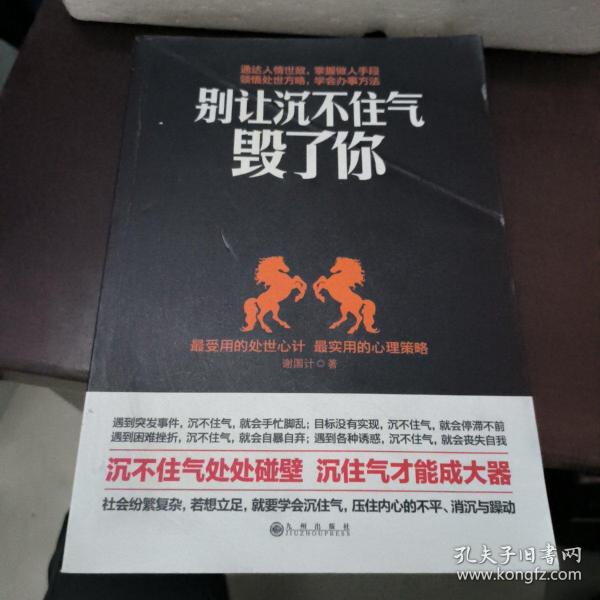 通达人情世故，掌握做人手段
领悟处世方略，学会办事方法
别让沉不住气
毁了你
最受用的处世心计 最实用的心理策略
谢国计 著
遇到突发事件，沉不住气，就会手忙脚乱；目标没有实现，沉不住气，就会停滞不前
遇到困难挫折，沉不住气，就会自暴自弃；遇到各种诱惑，沉不住气，就会丧失自我
沉不住气处处碰壁 沉住气才能成大器
社会纷繁复杂，若想立足，就要学会沉住气，压住内心的不平、消沉与躁动
九州出版社
JIUZHOUPRESS
孔夫子旧书网
www.kongfz.com